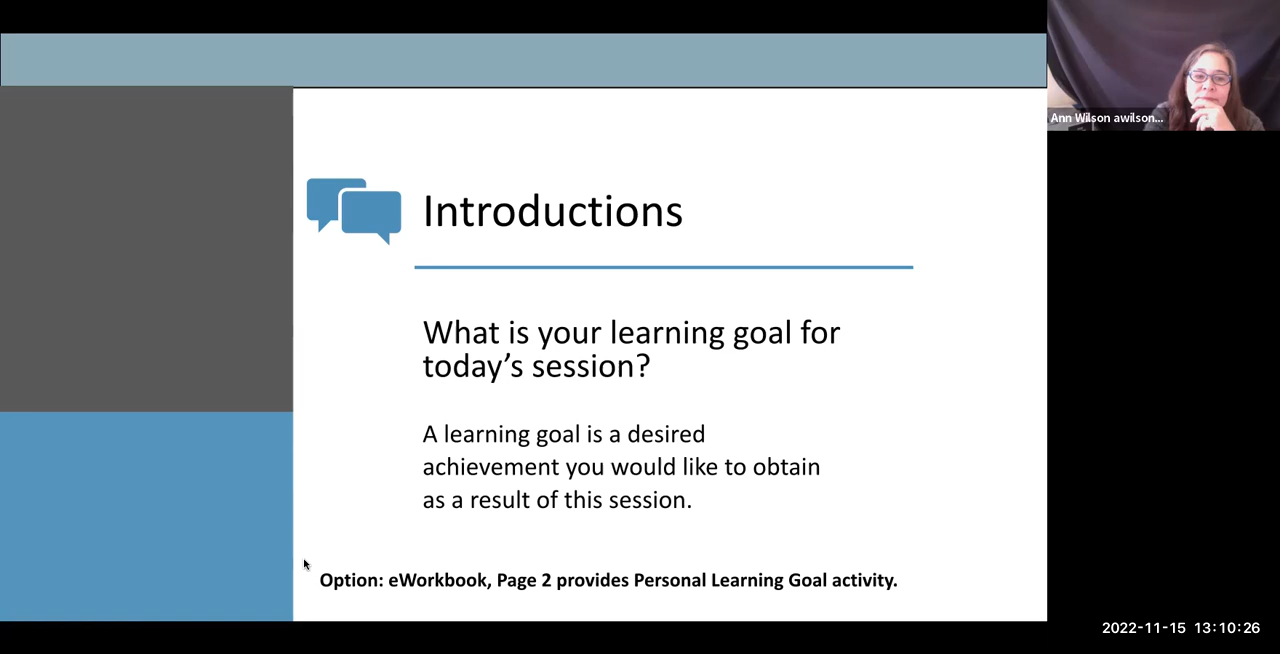 Ann Wilson awilson...
Introductions
What is your learning goal for
today's session?
A learning goal is a desired
achievement you would like to obtain
as a result of this session.
Option: eWorkbook, Page 2 provides Personal Learning Goal activity.
2022-11-15 13:10:26